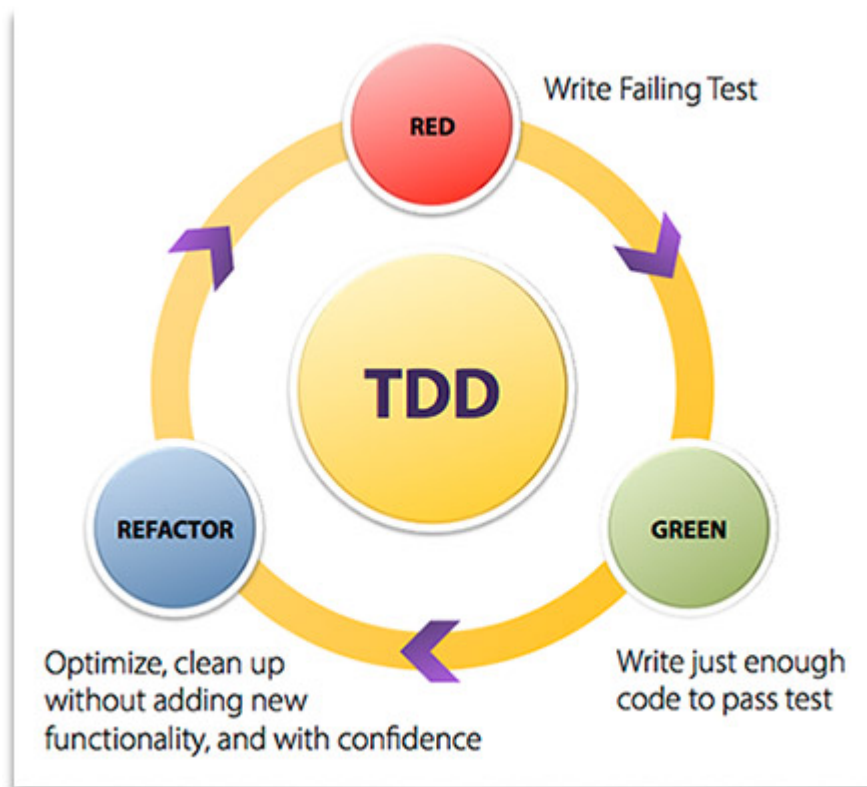 RED
Write Failing Test
TDD
REFACTOR
GREEN
Optimize, clean up
without adding new
functionality, and with confidence
Write just enough
code to pass test